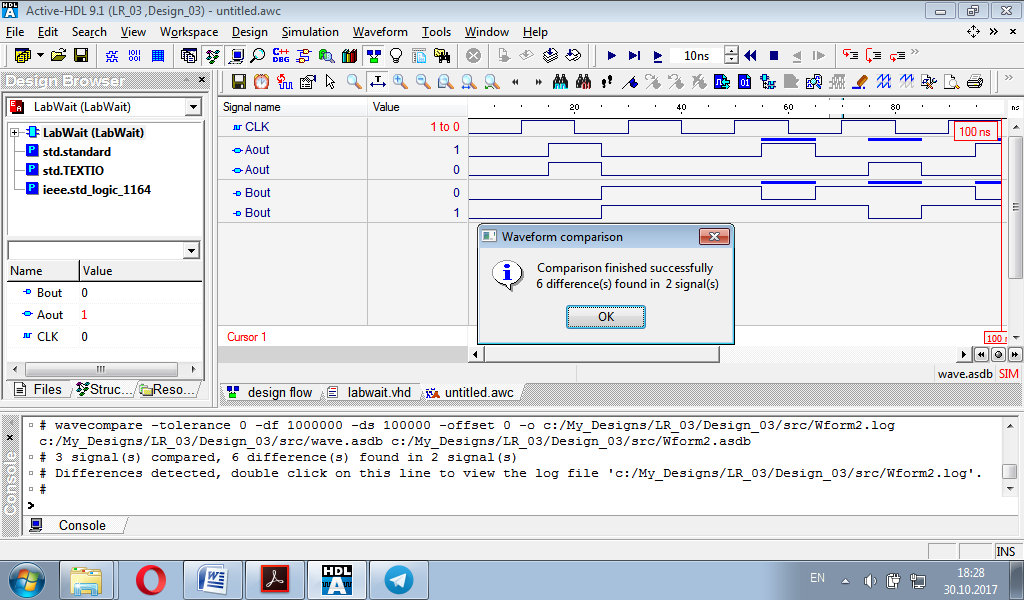 HDL
A
Active-HDL 9.1 (LR_03 ,Design_03) - untitled.awc
File Edit Search View Workspace Design Simulation Waveform Tools Window Help
C++
DBG
10ns
Design Browser
LabWait (LabWait)
LabWait (LabWait)
std.standard
std.TEXTIO
ieee.std_logic_1164
Name Value
Bout 0
Aout 1
CLK 0
Files Struc... Reso...
Signal name Value 20 40 60 80 ns
CLK 1 to 0
100 ns
Aout 1
Aout 0
Bout 0
Bout 1
Cursor 1
Waveform comparison
Comparison finished successfully
6 difference(s) found in 2 signal(s)
OK
wave.asdb SIM
design flow labwait.vhd untitled.awc
# wavecompare -tolerance 0 -df 1000000 -ds 100000 -offset 0 -o c:/My_Designs/LR_03/Design_03/src/Wform2.log
c:/My_Designs/LR_03/Design_03/src/wave.asdb c:/My_Designs/LR_03/Design_03/src/Wform2.asdb
# 3 signal(s) compared, 6 difference(s) found in 2 signal(s)
# Differences detected, double click on this line to view the log file 'c:/My_Designs/LR_03/Design_03/src/Wform2.log'.
#
>
Console
Console
INS
HDL
A
EN
18:28
30.10.2017